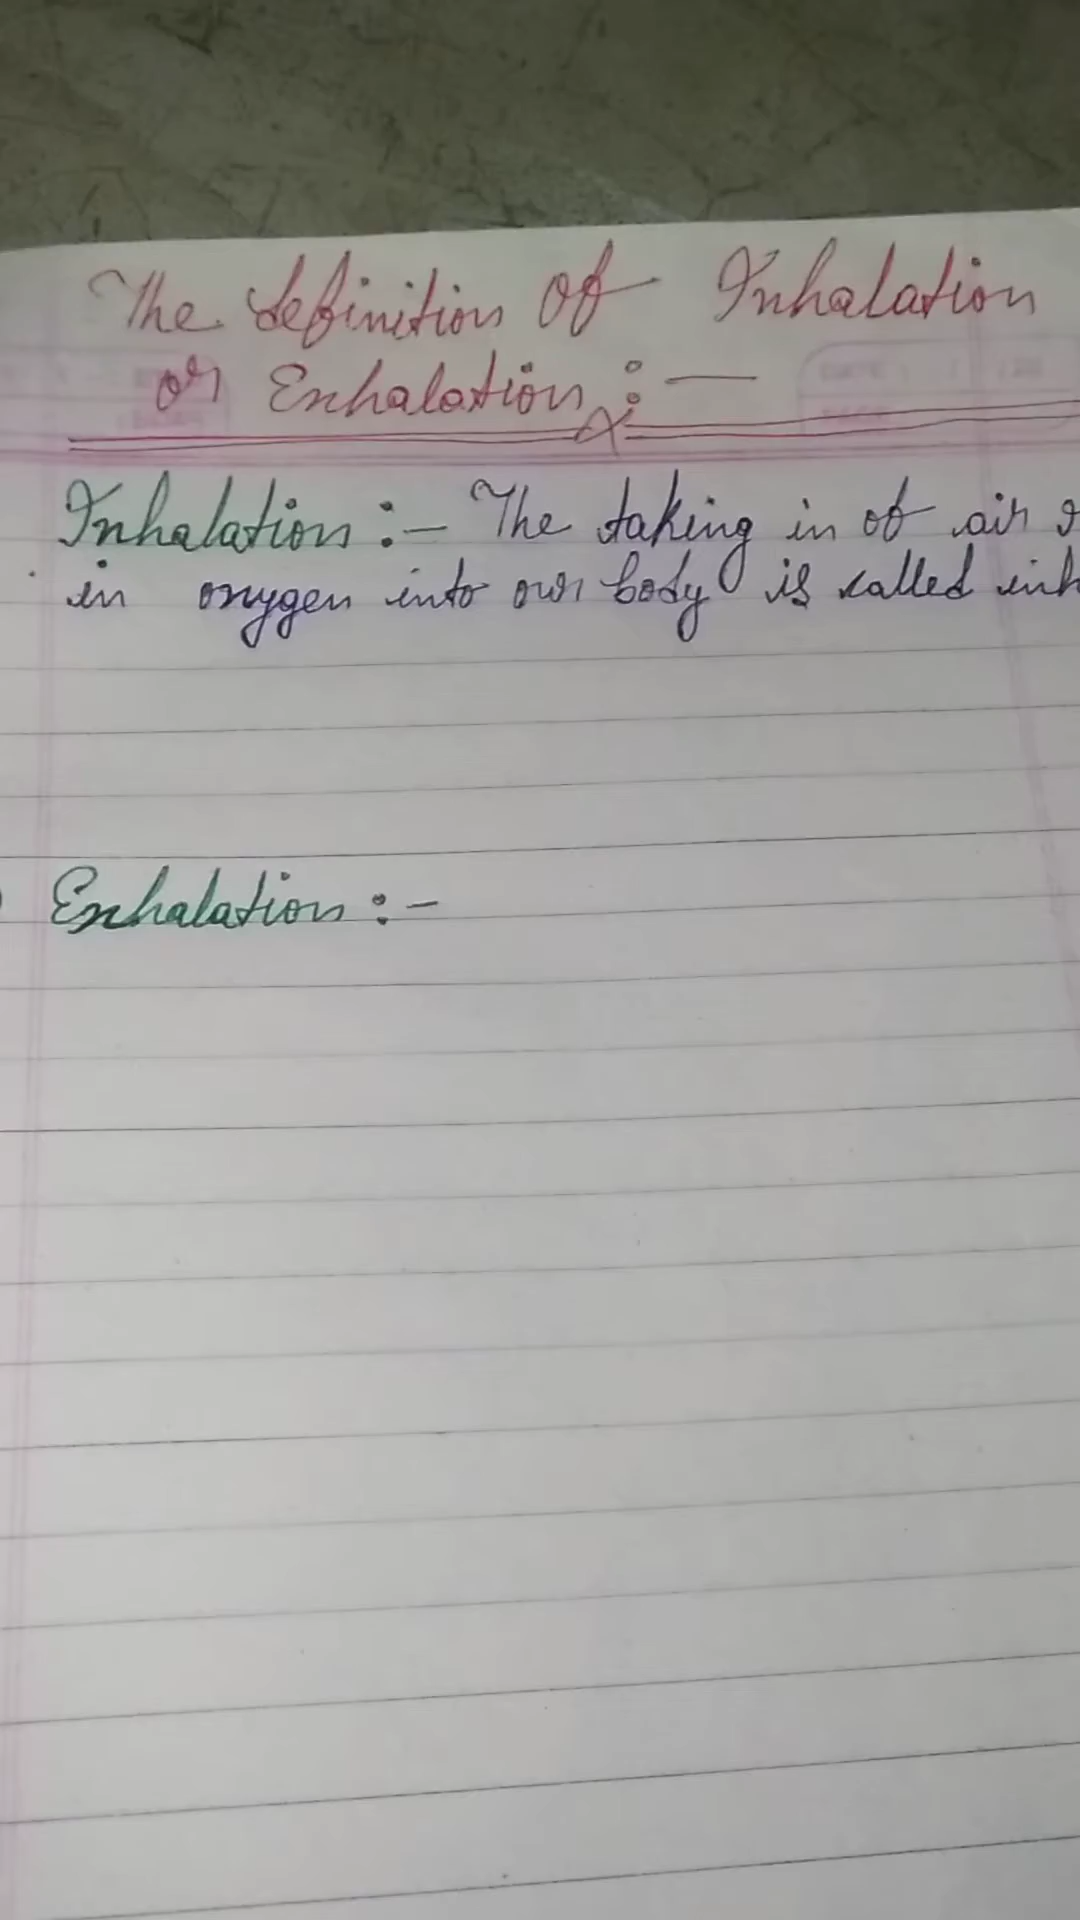 The definition of Inhalation
or Exhalation : —
Inhalation :- The taking in of air
in oxygen into our body is called
Exhalation :-